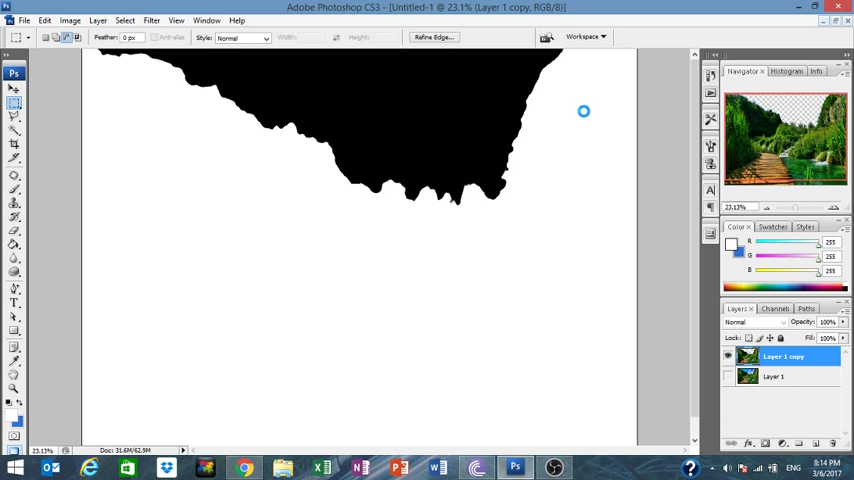 Adobe Photoshop CS3 - [Untitled-1 @ 23.1% (Layer 1 copy, RGB/8)]
File Edit Image Layer Select Filter View Window Help
Feather: 0 px Anti-alias Style: Normal Width: Height: Refine Edge... Workspace
Ps
Navigator × Histogram Info
23.13%
Color × Swatches Styles
R 255
G 255
B 255
Layers × Channels Paths
Normal Opacity: 100%
Lock: Fill: 100%
Layer 1 copy
Layer 1
T
A
fx
23.13% Doc: 31.6M/62.9M
Ps ENG 8:14 PM
3/6/2017